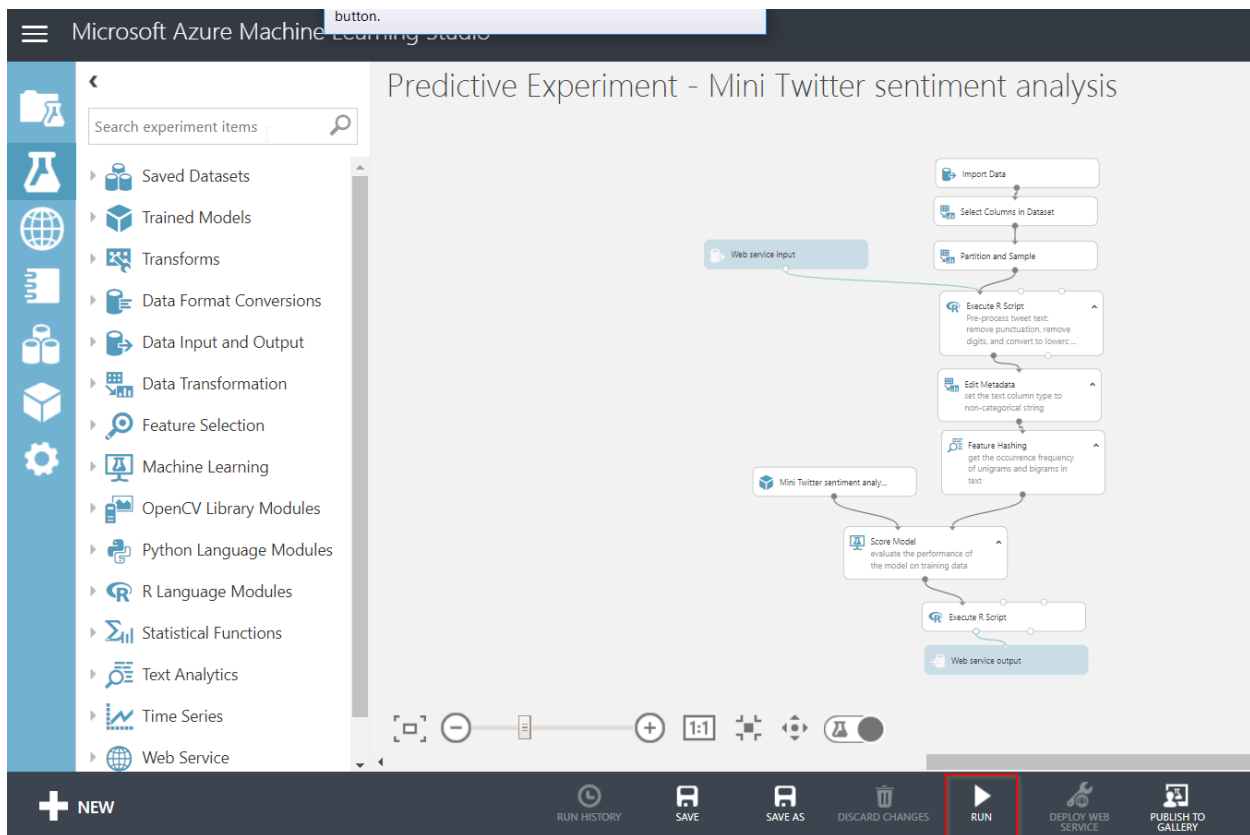 button.
Microsoft Azure Machine Learning Studio
Predictive Experiment - Mini Twitter sentiment analysis
Search experiment items
Saved Datasets
Trained Models
Transforms
Data Format Conversions
Data Input and Output
Data Transformation
Feature Selection
Machine Learning
OpenCV Library Modules
Python Language Modules
R Language Modules
Statistical Functions
Text Analytics
Time Series
Web Service
Import Data
Select Columns in Dataset
Web service input
Partition and Sample
Execute R Script
Pre-process tweet text:
remove punctuation, remove
digits, and convert to lowerc ...
Edit Metadata
set the text column type to
non-categorical string
Feature Hashing
get the occurrence frequency
of unigrams and bigrams in
text
Mini Twitter sentiment analy...
Score Model
evaluate the performance of
the model on training data
Execute R Script
Web service output
1:1
NEW
RUN HISTORY
SAVE
SAVE AS
DISCARD CHANGES
RUN
DEPLOY WEB
SERVICE
PUBLISH TO
GALLERY